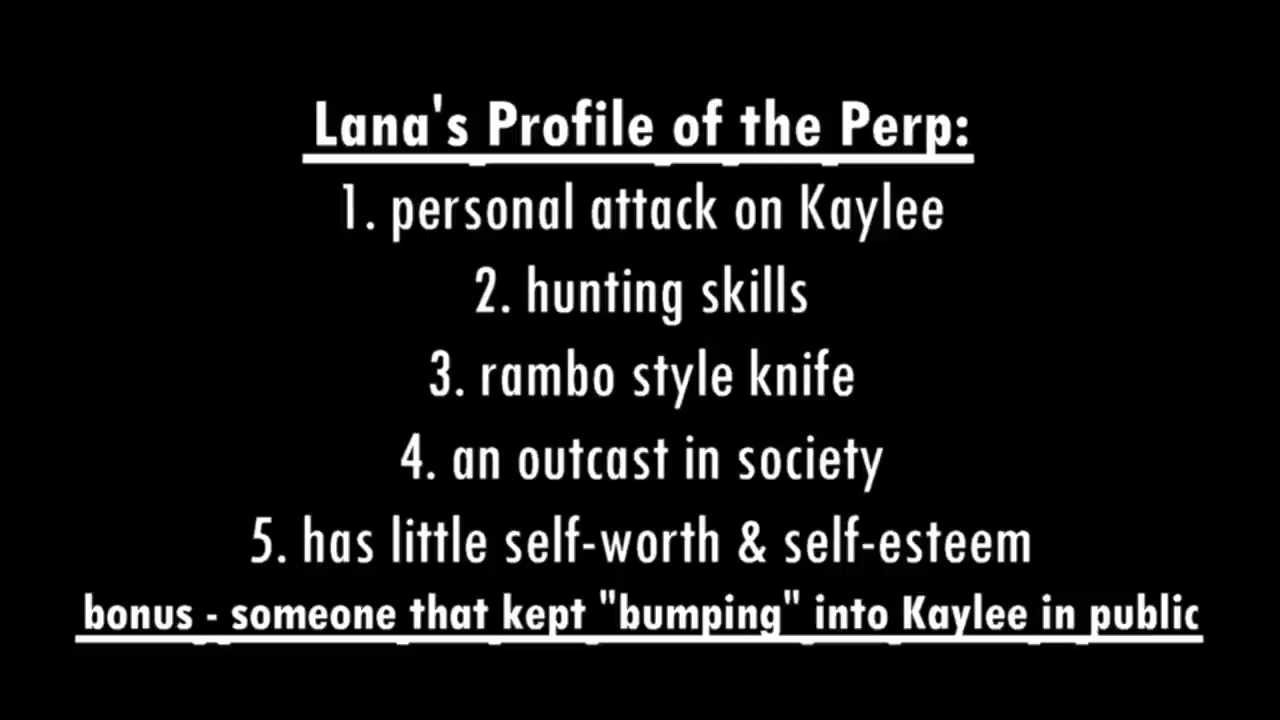 Lana's Profile of the Perp:
1. personal attack on Kaylee
2. hunting skills
3. rambo style knife
4. an outcast in society
5. has little self-worth & self-esteem
bonus - someone that kept "bumping" into Kaylee in public